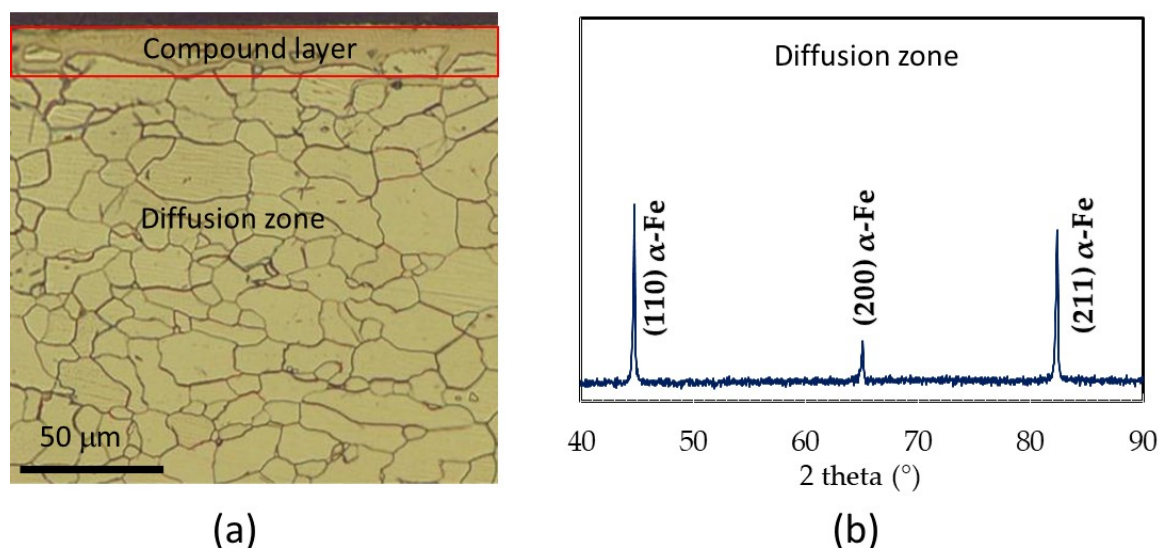 Compound layer
Diffusion zone
50 μm
(a)
Diffusion zone
(110) α-Fe
(200) α-Fe
(211) α-Fe
40 50 60 70 80 90
2 theta (°)
(b)